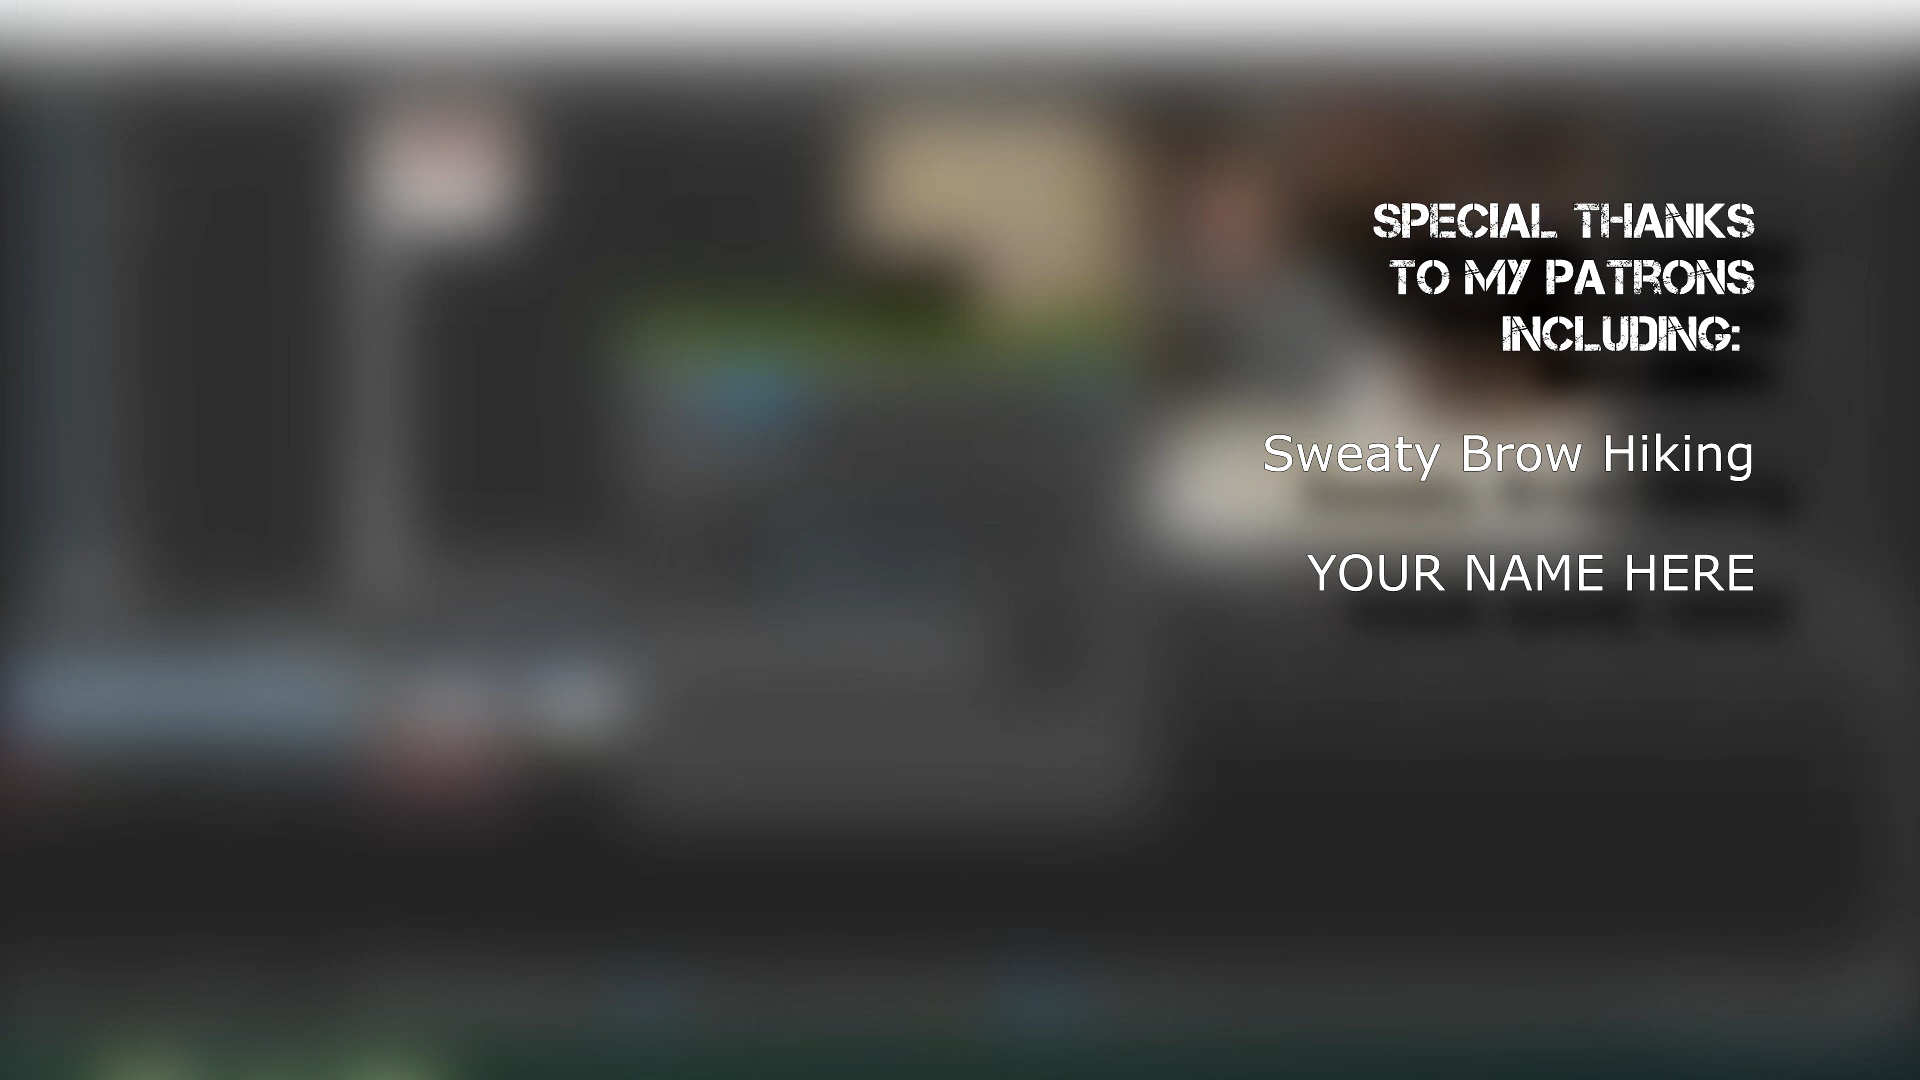 SPECIAL THANKS
TO MY PATRONS
INCLUDING:
Sweaty Brow Hiking
YOUR NAME HERE